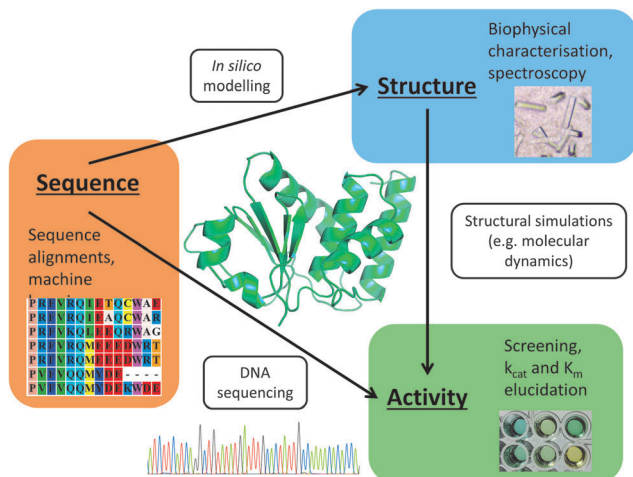 Biophysical
characterisation,
spectroscopy
In silico
modelling
Structure
Sequence
Sequence
alignments,
machine
Structural simulations
(e.g. molecular
dynamics)
P R E V R Q M E E E D W R T
P R E V R Q M E E E D W R T
DNA
sequencing
Screening,
kcat and Km
elucidation
Activity